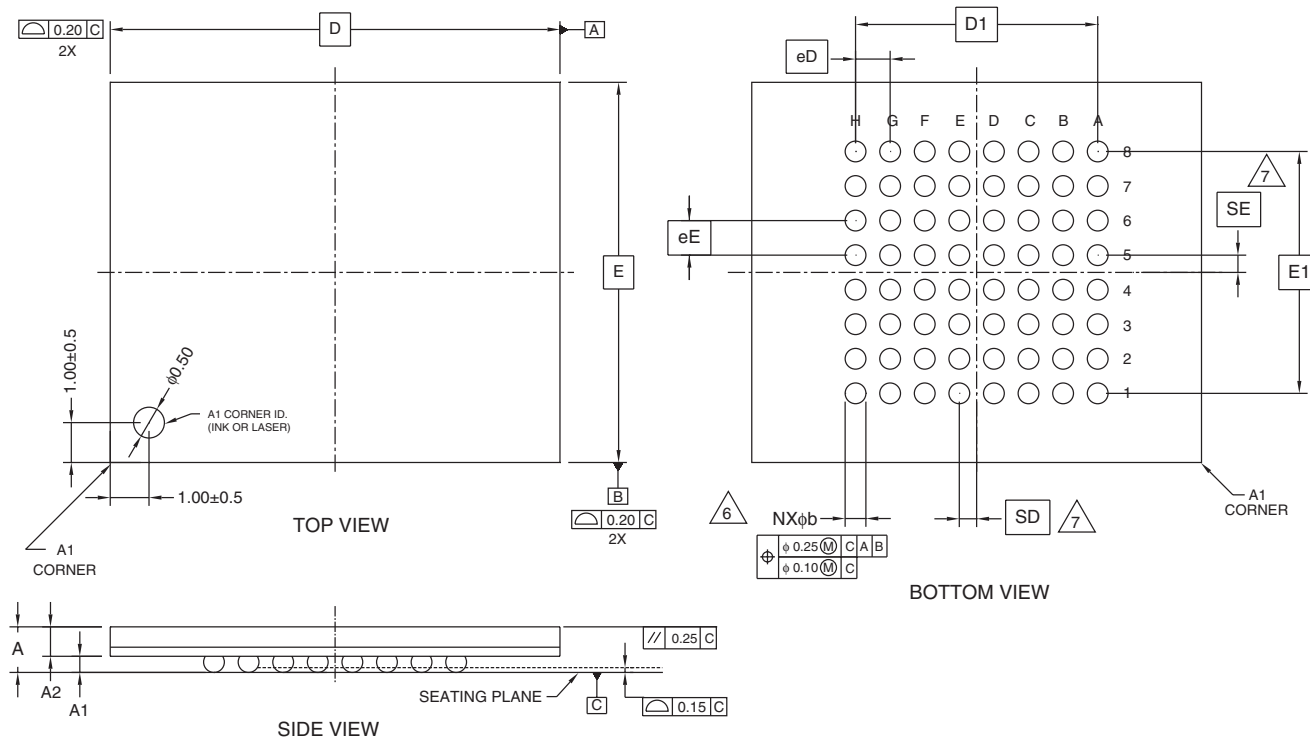 ⌓ 0.20 C
2X
D
A
E
1.00±0.5
ϕ0.50
A1 CORNER ID.
(INK OR LASER)
1.00±0.5
A1
CORNER
TOP VIEW
B
⌓ 0.20 C
2X
D1
eD
H G F E D C B A
8
7
6
5
4
3
2
1
7
SE
eE
E1
6
NXϕb
⌖ ϕ 0.25 Ⓜ C A B
ϕ 0.10 Ⓜ C
SD
7
A1
CORNER
BOTTOM VIEW
A
A2
A1
// 0.25 C
SEATING PLANE
C
⌓ 0.15 C
SIDE VIEW